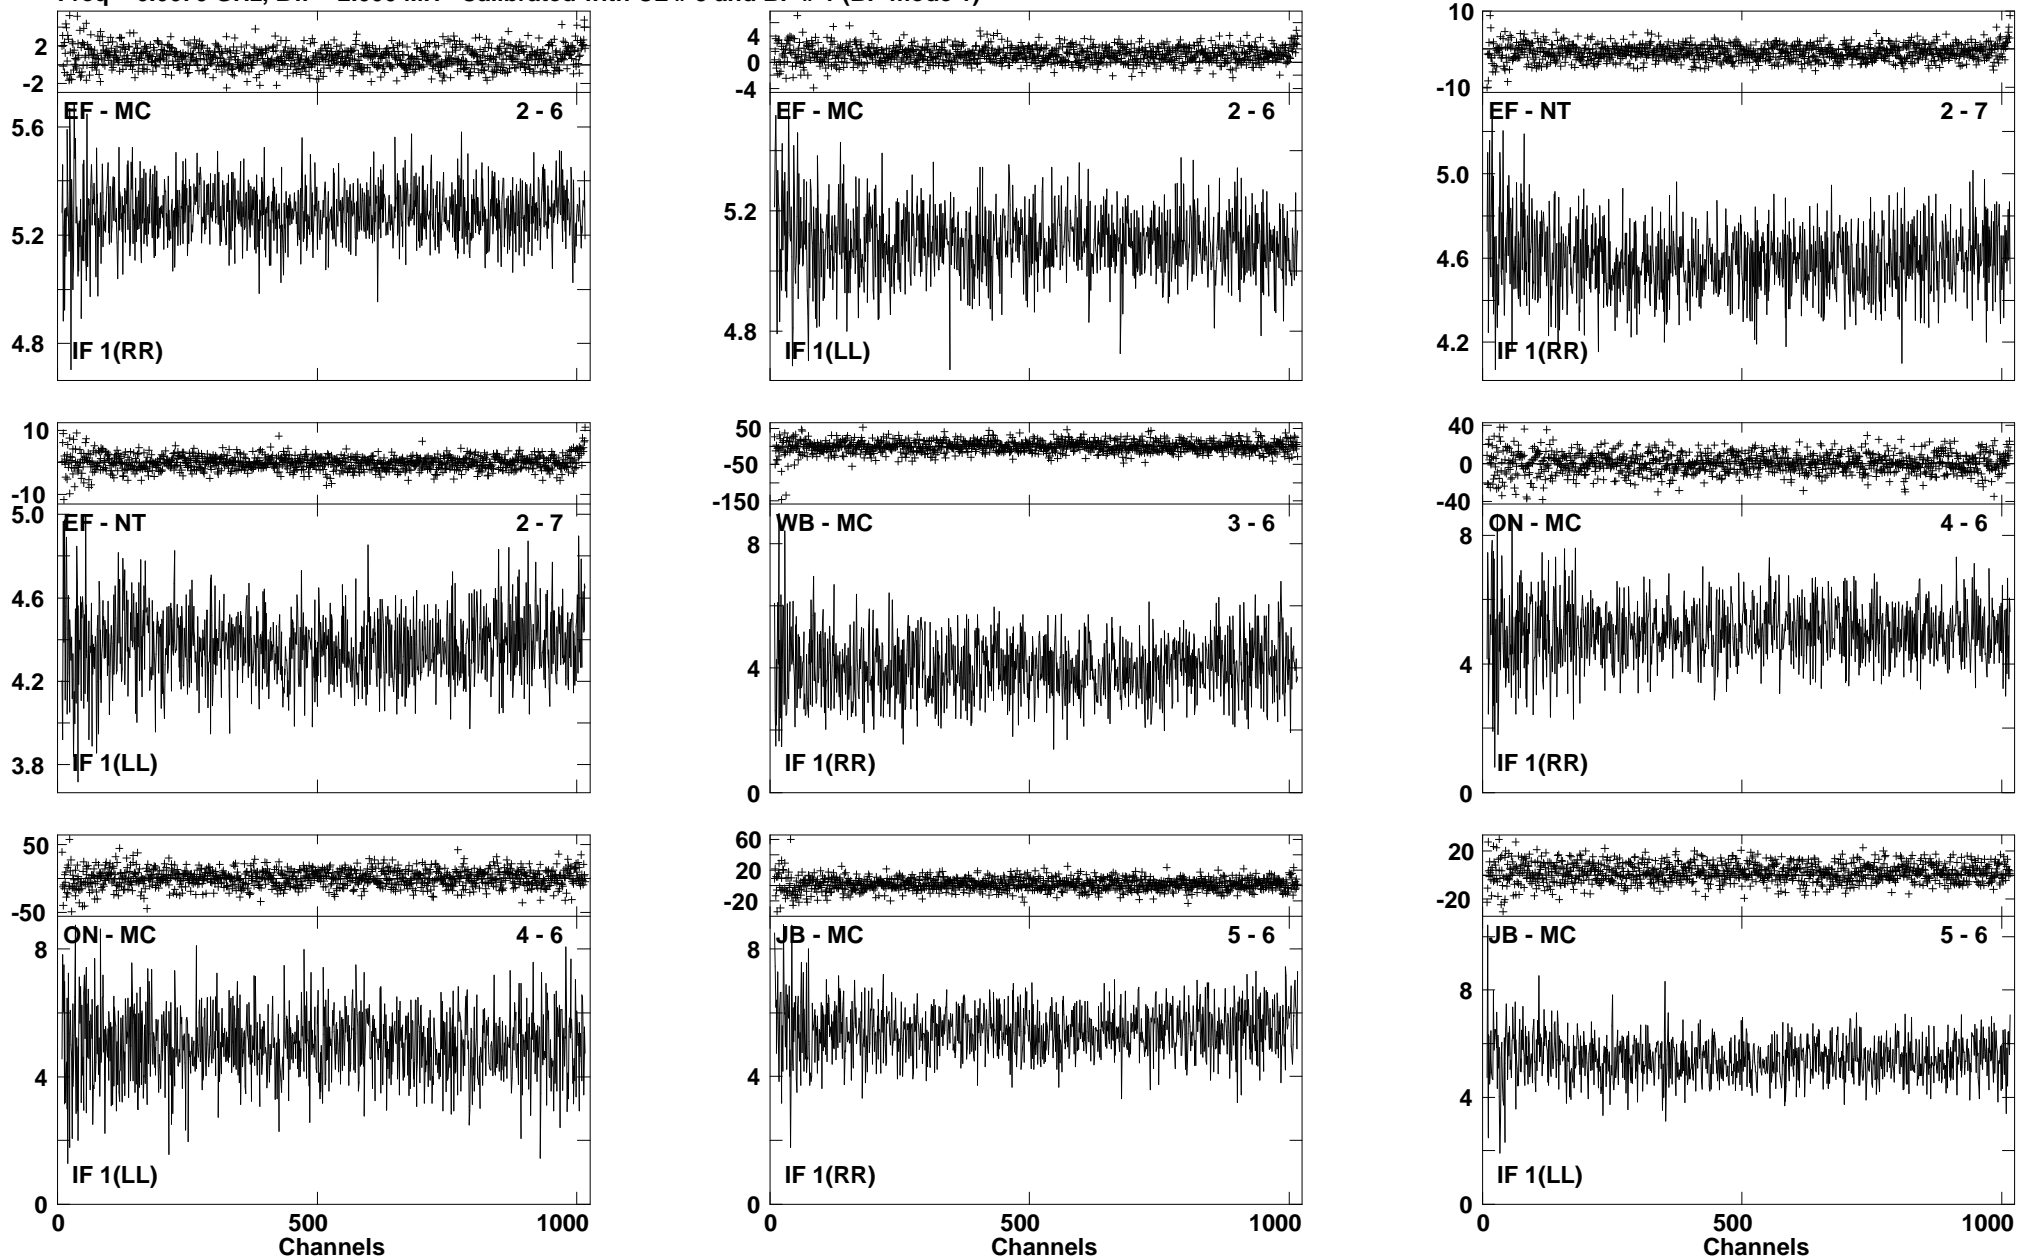 2
-2
EF - MC 2 - 6
5.6
5.2
4.8
IF 1(RR)
4
0
-4
EF - MC 2 - 6
5.2
4.8
IF 1(LL)
10
-10
EF - NT 2 - 7
5.0
4.6
4.2
IF 1(RR)
10
-10
5.0
EF - NT 2 - 7
4.6
4.2
3.8
IF 1(LL)
50
-50
-150
WB - MC 3 - 6
8
4
0
IF 1(RR)
40
0
-40
ON - MC 4 - 6
8
4
0
IF 1(RR)
50
-50
ON - MC 4 - 6
8
4
0
IF 1(LL)
0 500 1000
Channels
60
20
-20
JB - MC 5 - 6
8
4
0
IF 1(RR)
0 500 1000
Channels
20
-20
JB - MC 5 - 6
8
4
0
IF 1(LL)
0 500 1000
Channels